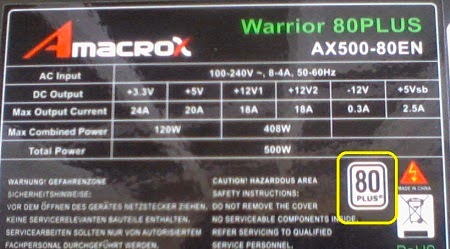 Warrior 80PLUS
AmacroX AX500-80EN
AC Input 100-240V ~, 8-4A, 50-60Hz
DC Output +3.3V +5V +12V1 +12V2 -12V +5Vsb
Max Output Current 24A 20A 18A 18A 0.3A 2.5A
Max Combined Power 120W 408W
Total Power 500W
WARNUNG! GEFAHRENZONE
SICHERHEITSHINWEISE:
VOR DEM ÖFFNEN DES GERÄTES NETZSTECKER ZIEHEN.
KEINE SERVICERELEVANTEN BAUTEILE ENTHALTEN.
SERVICEARBEITEN SOLLTEN NUR VON AUTORISIERTEM
FACHPERSONAL DURCHGEFÜHRT WERDEN.
CAUTION! HAZARDOUS AREA
SAFETY INSTRUCTIONS:
DO NOT REMOVE THE COVER
NO SERVICEABLE COMPONENTS INSIDE.
REFER SERVICING TO QUALIFIED
SERVICE PERSONNEL
80
PLUS
MADE IN CHINA
RoHS